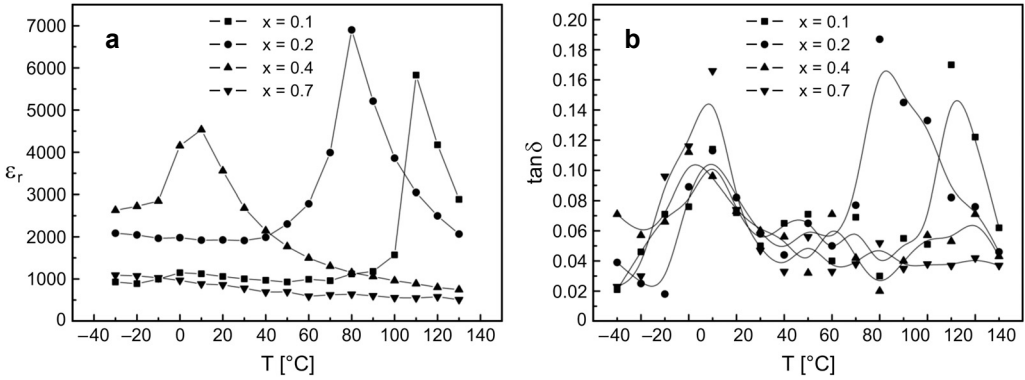 a
x = 0.1
x = 0.2
x = 0.4
x = 0.7
7000
6000
5000
4000
3000
2000
1000
0
εr
−40 −20 0 20 40 60 80 100 120 140
T [°C]
b
x = 0.1
x = 0.2
x = 0.4
x = 0.7
0.20
0.18
0.16
0.14
0.12
0.10
0.08
0.06
0.04
0.02
0.00
tanδ
−40 −20 0 20 40 60 80 100 120 140
T [°C]